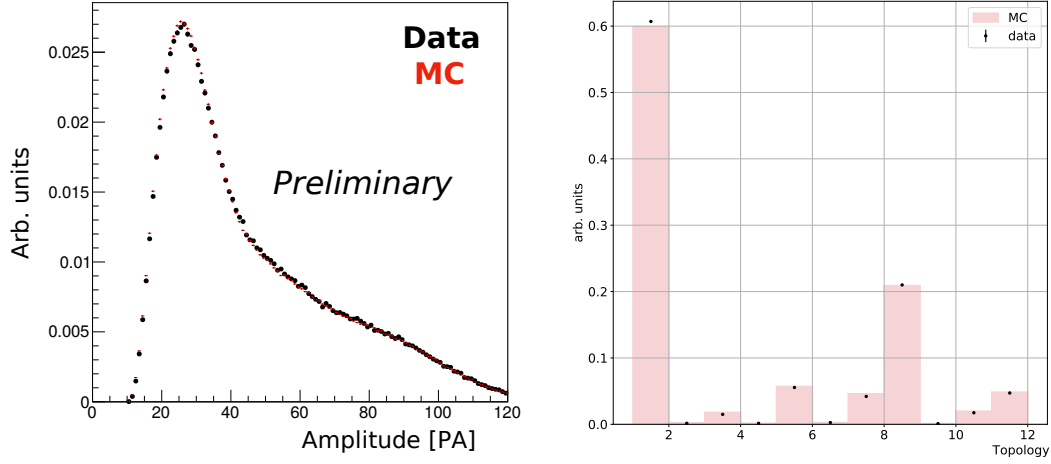 0.025
0.02
0.015
0.01
0.005
0
Arb. units
0 20 40 60 80 100 120
Amplitude [PA]
Data
MC
Preliminary
0.6
0.5
0.4
0.3
0.2
0.1
0.0
arb. units
2 4 6 8 10 12
Topology
MC
data